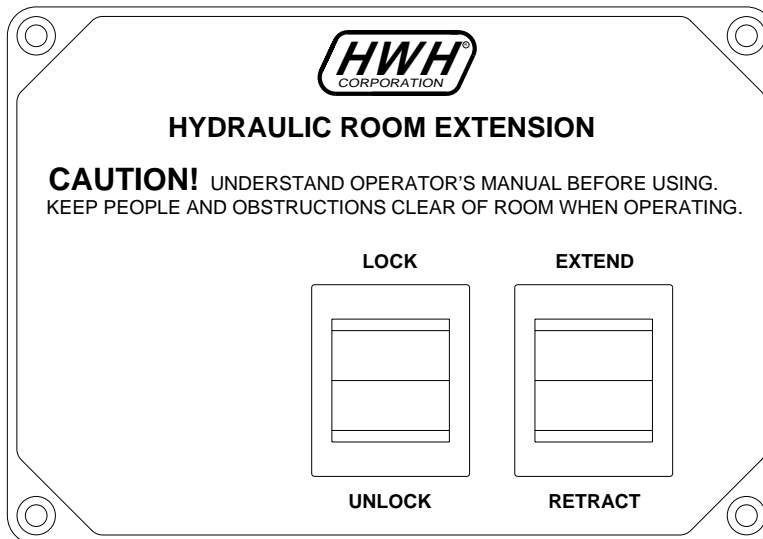 HWH®
CORPORATION
HYDRAULIC ROOM EXTENSION
CAUTION! UNDERSTAND OPERATOR'S MANUAL BEFORE USING.
KEEP PEOPLE AND OBSTRUCTIONS CLEAR OF ROOM WHEN OPERATING.
LOCK EXTEND
UNLOCK RETRACT